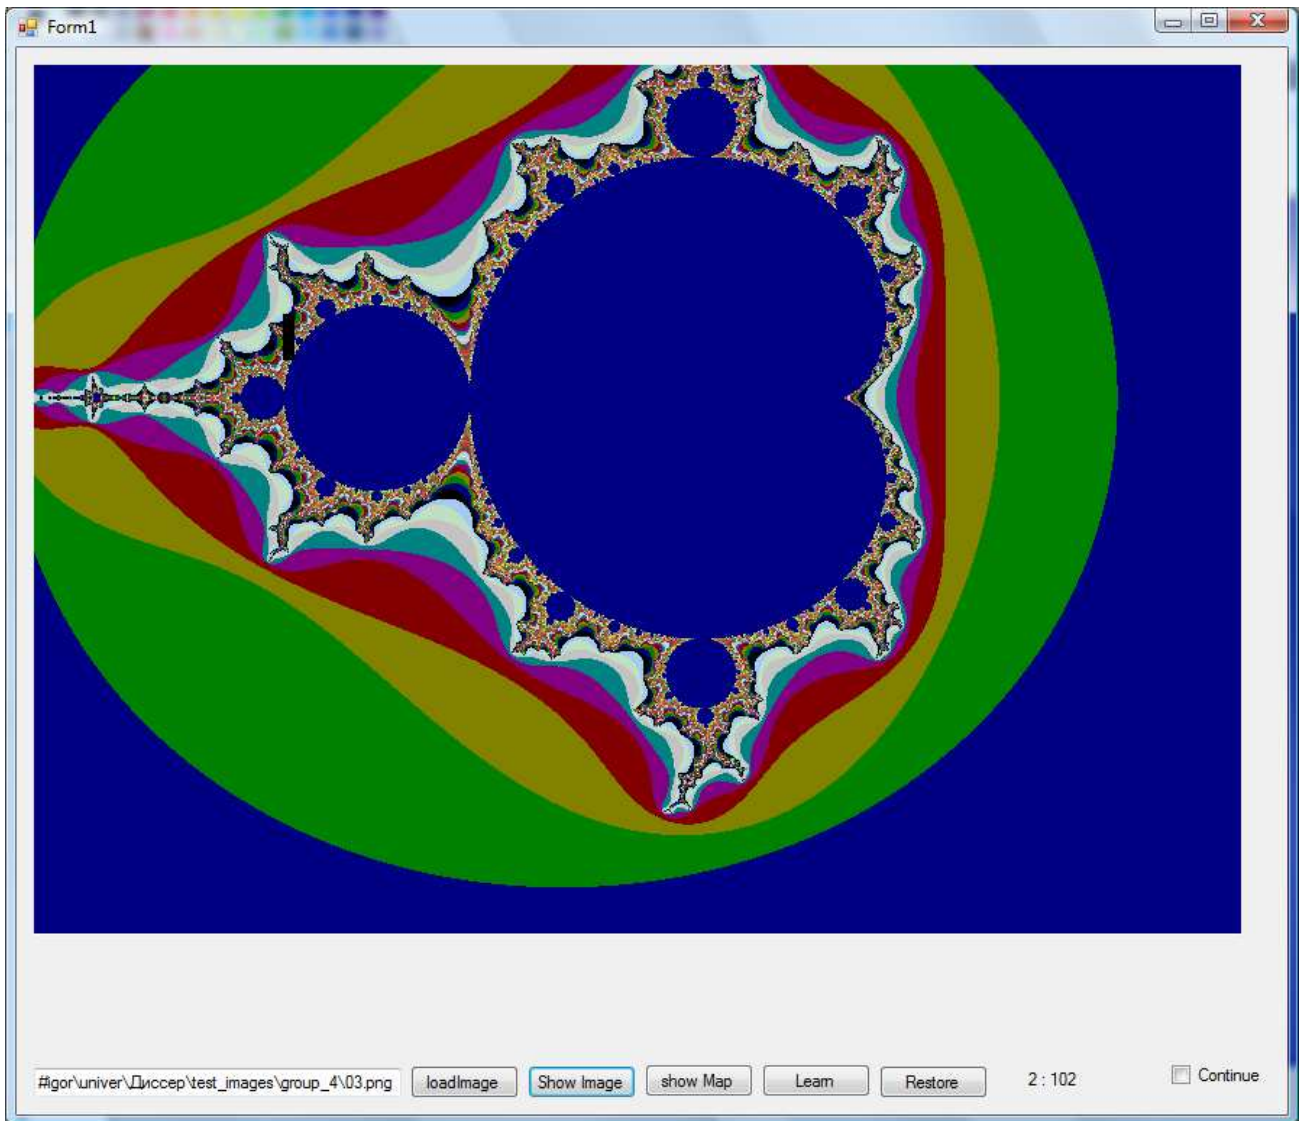 Form1
#igor\univer\Диссер\test_images\group_4\03.png loadImage Show Image show Map Learn Restore 2 : 102 Continue